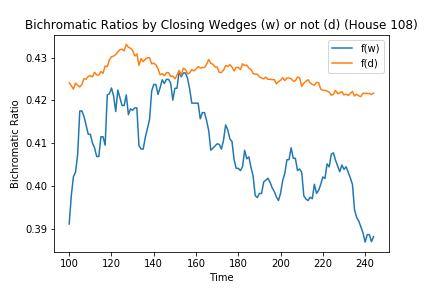 Bichromatic Ratios by Closing Wedges (w) or not (d) (House 108)
f(w)
f(d)
Bichromatic Ratio
0.43
0.42
0.41
0.40
0.39
100 120 140 160 180 200 220 240
Time